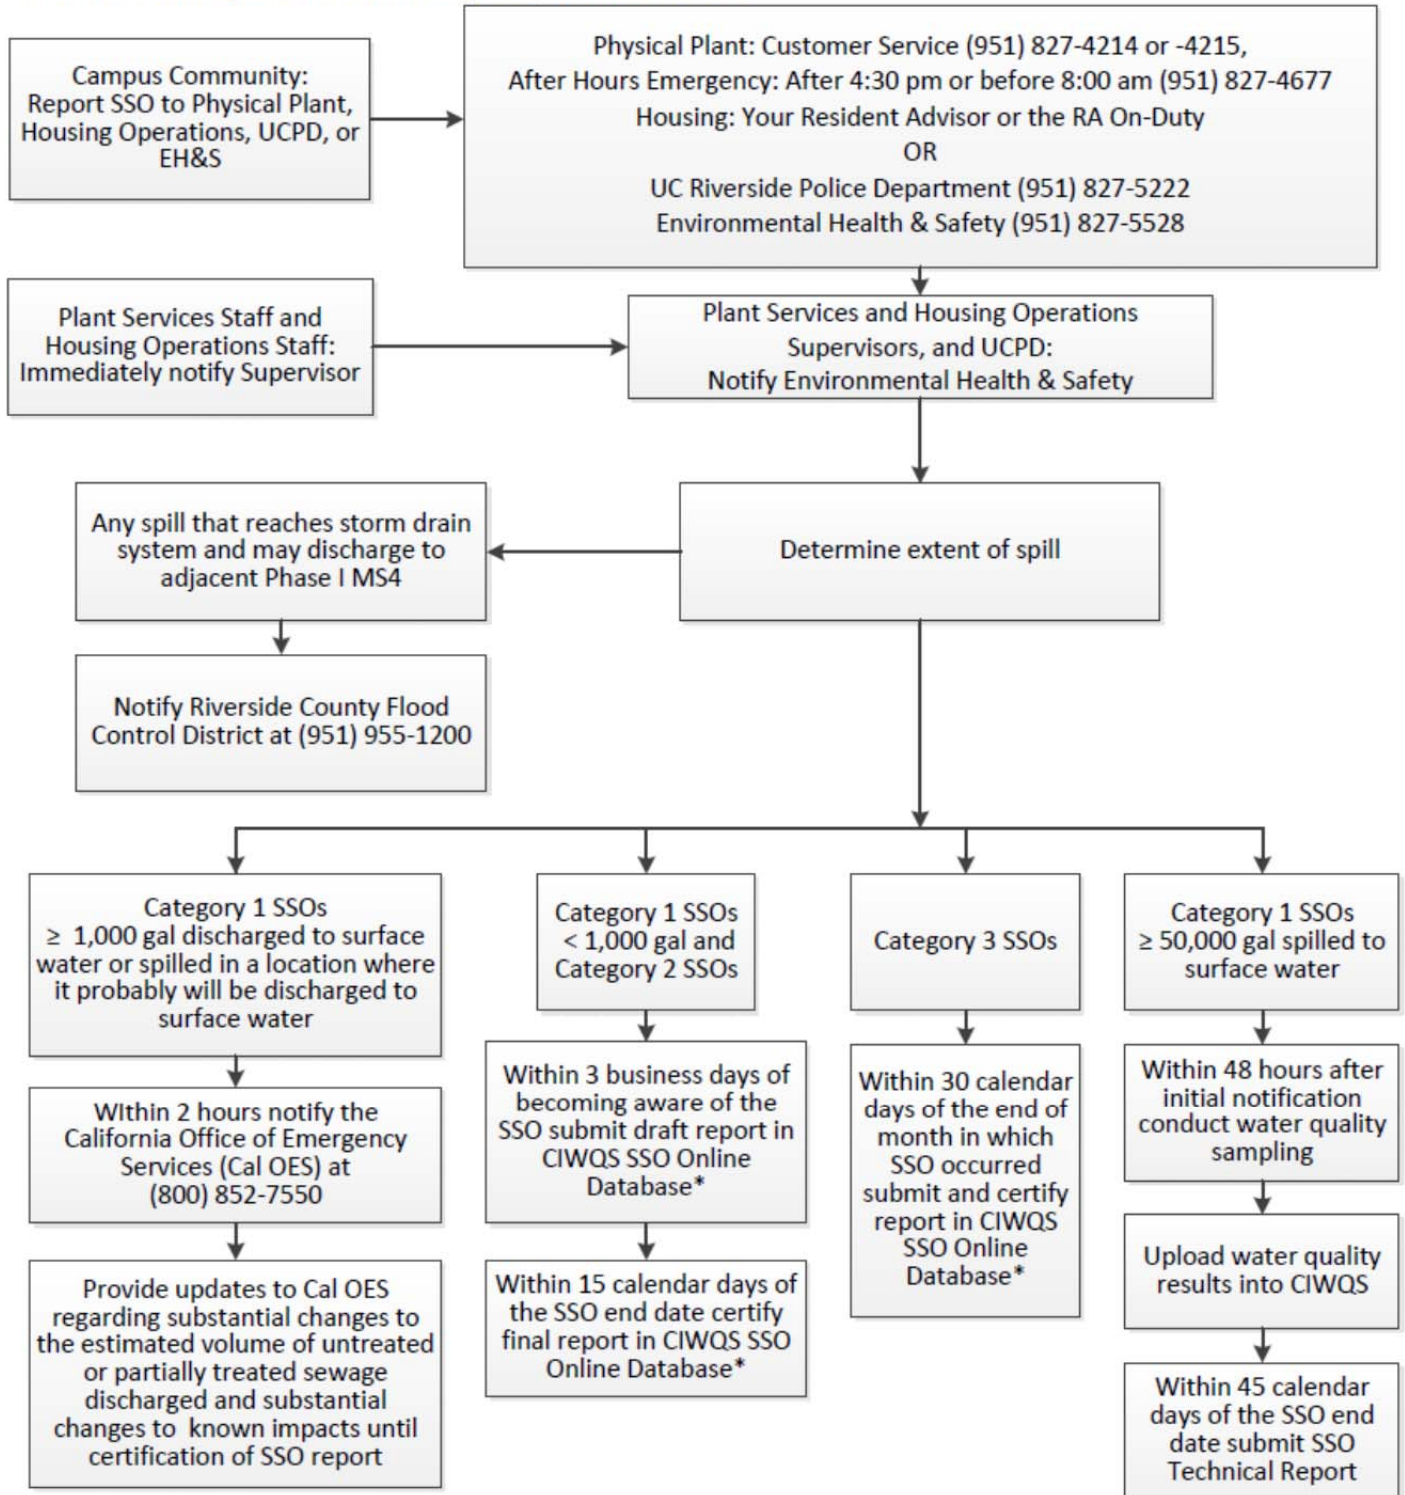 Campus Community:
Report SSO to Physical Plant,
Housing Operations, UCPD, or
EH&S
Physical Plant: Customer Service (951) 827-4214 or -4215,
After Hours Emergency: After 4:30 pm or before 8:00 am (951) 827-4677
Housing: Your Resident Advisor or the RA On-Duty
OR
UC Riverside Police Department (951) 827-5222
Environmental Health & Safety (951) 827-5528
Plant Services Staff and
Housing Operations Staff:
Immediately notify Supervisor
Plant Services and Housing Operations
Supervisors, and UCPD:
Notify Environmental Health & Safety
Any spill that reaches storm drain
system and may discharge to
adjacent Phase I MS4
Determine extent of spill
Notify Riverside County Flood
Control District at (951) 955-1200
Category 1 SSOs
≥ 1,000 gal discharged to surface
water or spilled in a location where
it probably will be discharged to
surface water
WIthin 2 hours notify the
California Office of Emergency
Services (Cal OES) at
(800) 852-7550
Provide updates to Cal OES
regarding substantial changes to
the estimated volume of untreated
or partially treated sewage
discharged and substantial
changes to known impacts until
certification of SSO report
Category 1 SSOs
< 1,000 gal and
Category 2 SSOs
Within 3 business days of
becoming aware of the
SSO submit draft report in
CIWQS SSO Online
Database*
Within 15 calendar days of
the SSO end date certify
final report in CIWQS SSO
Online Database*
Category 3 SSOs
Within 30 calendar
days of the end of
month in which
SSO occurred
submit and certify
report in CIWQS
SSO Online
Database*
Category 1 SSOs
≥ 50,000 gal spilled to
surface water
Within 48 hours after
initial notification
conduct water quality
sampling
Upload water quality
results into CIWQS
Within 45 calendar
days of the SSO end
date submit SSO
Technical Report